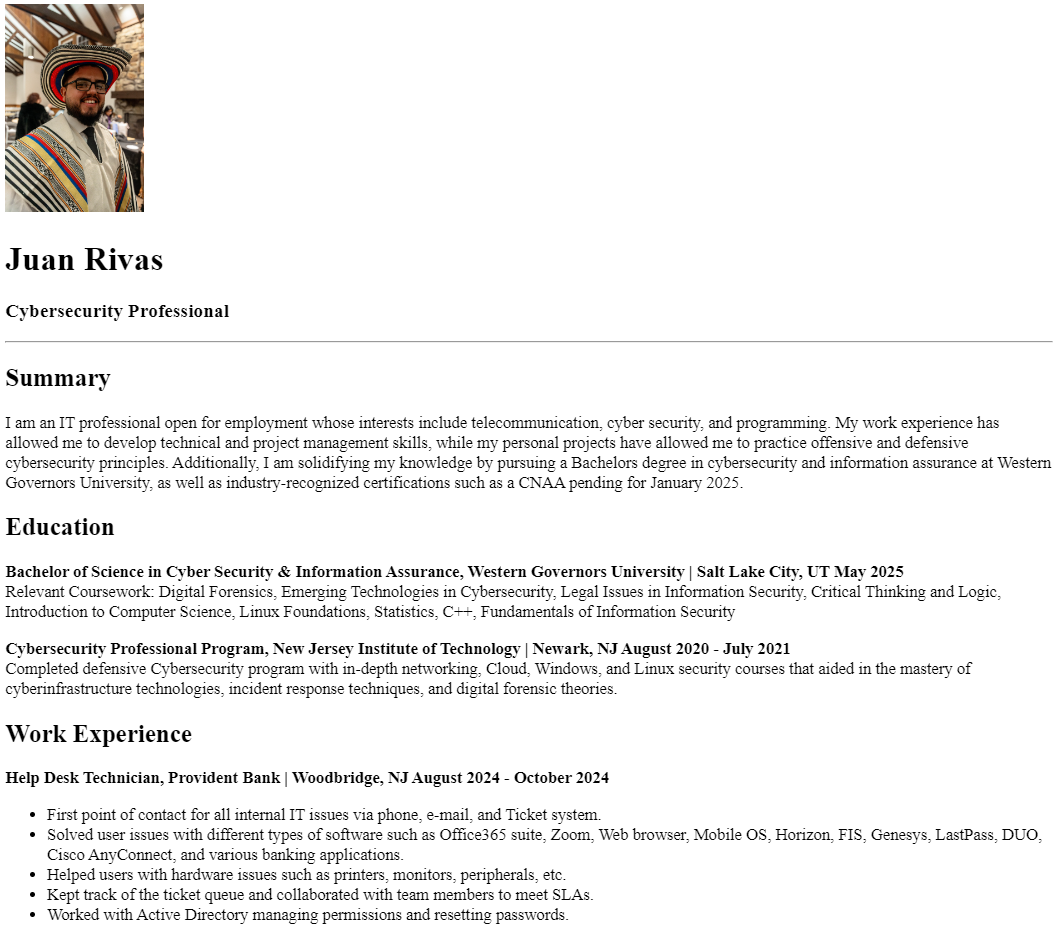 Juan Rivas
Cybersecurity Professional
Summary
I am an IT professional open for employment whose interests include telecommunication, cyber security, and programming. My work experience has
allowed me to develop technical and project management skills, while my personal projects have allowed me to practice offensive and defensive
cybersecurity principles. Additionally, I am solidifying my knowledge by pursuing a Bachelors degree in cybersecurity and information assurance at Western
Governors University, as well as industry-recognized certifications such as a CNAA pending for January 2025.
Education
Bachelor of Science in Cyber Security & Information Assurance, Western Governors University | Salt Lake City, UT May 2025
Relevant Coursework: Digital Forensics, Emerging Technologies in Cybersecurity, Legal Issues in Information Security, Critical Thinking and Logic,
Introduction to Computer Science, Linux Foundations, Statistics, C++, Fundamentals of Information Security
Cybersecurity Professional Program, New Jersey Institute of Technology | Newark, NJ August 2020 - July 2021
Completed defensive Cybersecurity program with in-depth networking, Cloud, Windows, and Linux security courses that aided in the mastery of
cyberinfrastructure technologies, incident response techniques, and digital forensic theories.
Work Experience
Help Desk Technician, Provident Bank | Woodbridge, NJ August 2024 - October 2024
• First point of contact for all internal IT issues via phone, e-mail, and Ticket system.
• Solved user issues with different types of software such as Office365 suite, Zoom, Web browser, Mobile OS, Horizon, FIS, Genesys, LastPass, DUO,
Cisco AnyConnect, and various banking applications.
• Helped users with hardware issues such as printers, monitors, peripherals, etc.
• Kept track of the ticket queue and collaborated with team members to meet SLAs.
• Worked with Active Directory managing permissions and resetting passwords.